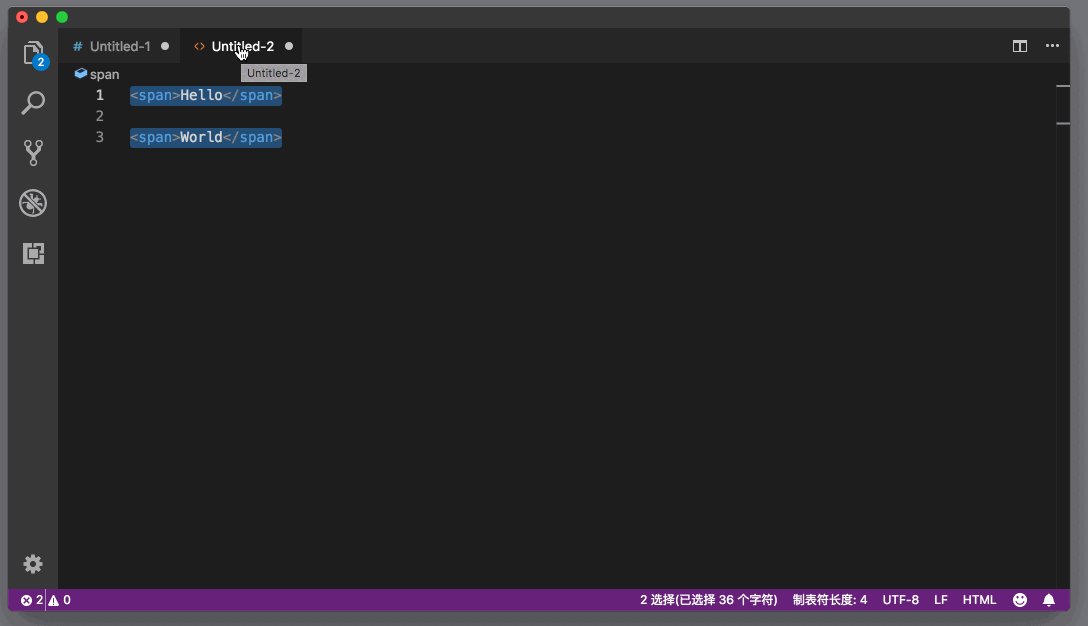 # Untitled-1 ● <> Untitled-2 ●
2
Untitled-2
span
1 <span>Hello</span>
2
3 <span>World</span>
2 0 2 选择(已选择 36 个字符) 制表符长度: 4 UTF-8 LF HTML